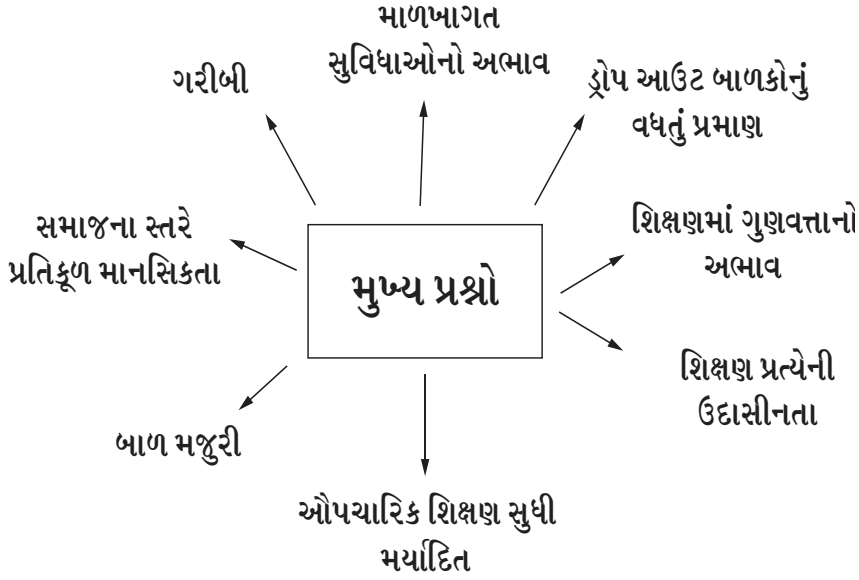 માળખાગત
સુવિધાઓનો અભાવ
ગરીબી
ડ્રોપ આઉટ બાળકોનું
વધતું પ્રમાણ
સમાજના સ્તરે
પ્રતિકૂળ માનસિકતા
શિક્ષણમાં ગુણવત્તાનો
અભાવ
મુખ્ય પ્રશ્નો
શિક્ષણ પ્રત્યેની
ઉદાસીનતા
બાળ મજુરી
ઔપચારિક શિક્ષણ સુધી
મર્યાદિત